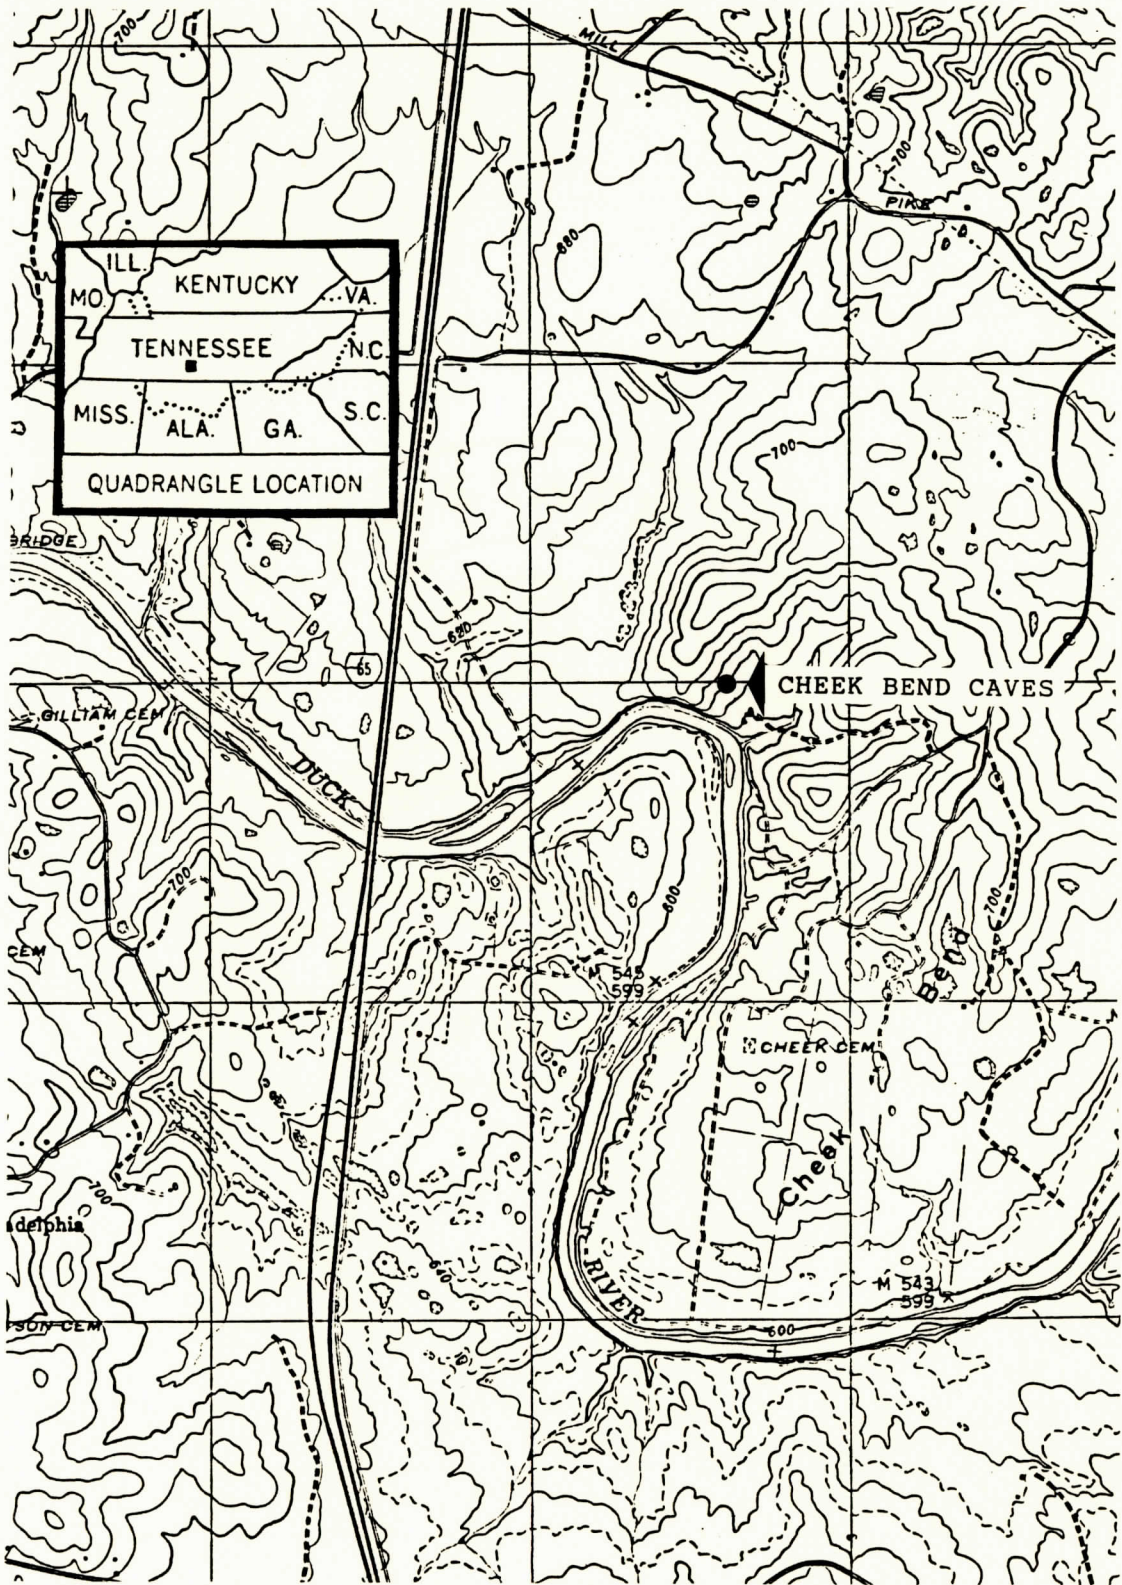 700
MILL
700
PIKE
680
ILL.
MO.
KENTUCKY
VA.
TENNESSEE
N.C.
MISS.
ALA.
GA.
S.C.
QUADRANGLE LOCATION
700
BRIDGE)
620
65
CHEEK BEND CAVES
GILLIAM CEM
DUCK
700
600
700
CEM
Bend
M 545
599
CHEEK CEM
Cheek
700
adelphia
640
RIVER
M 543
599
SON CEM
600